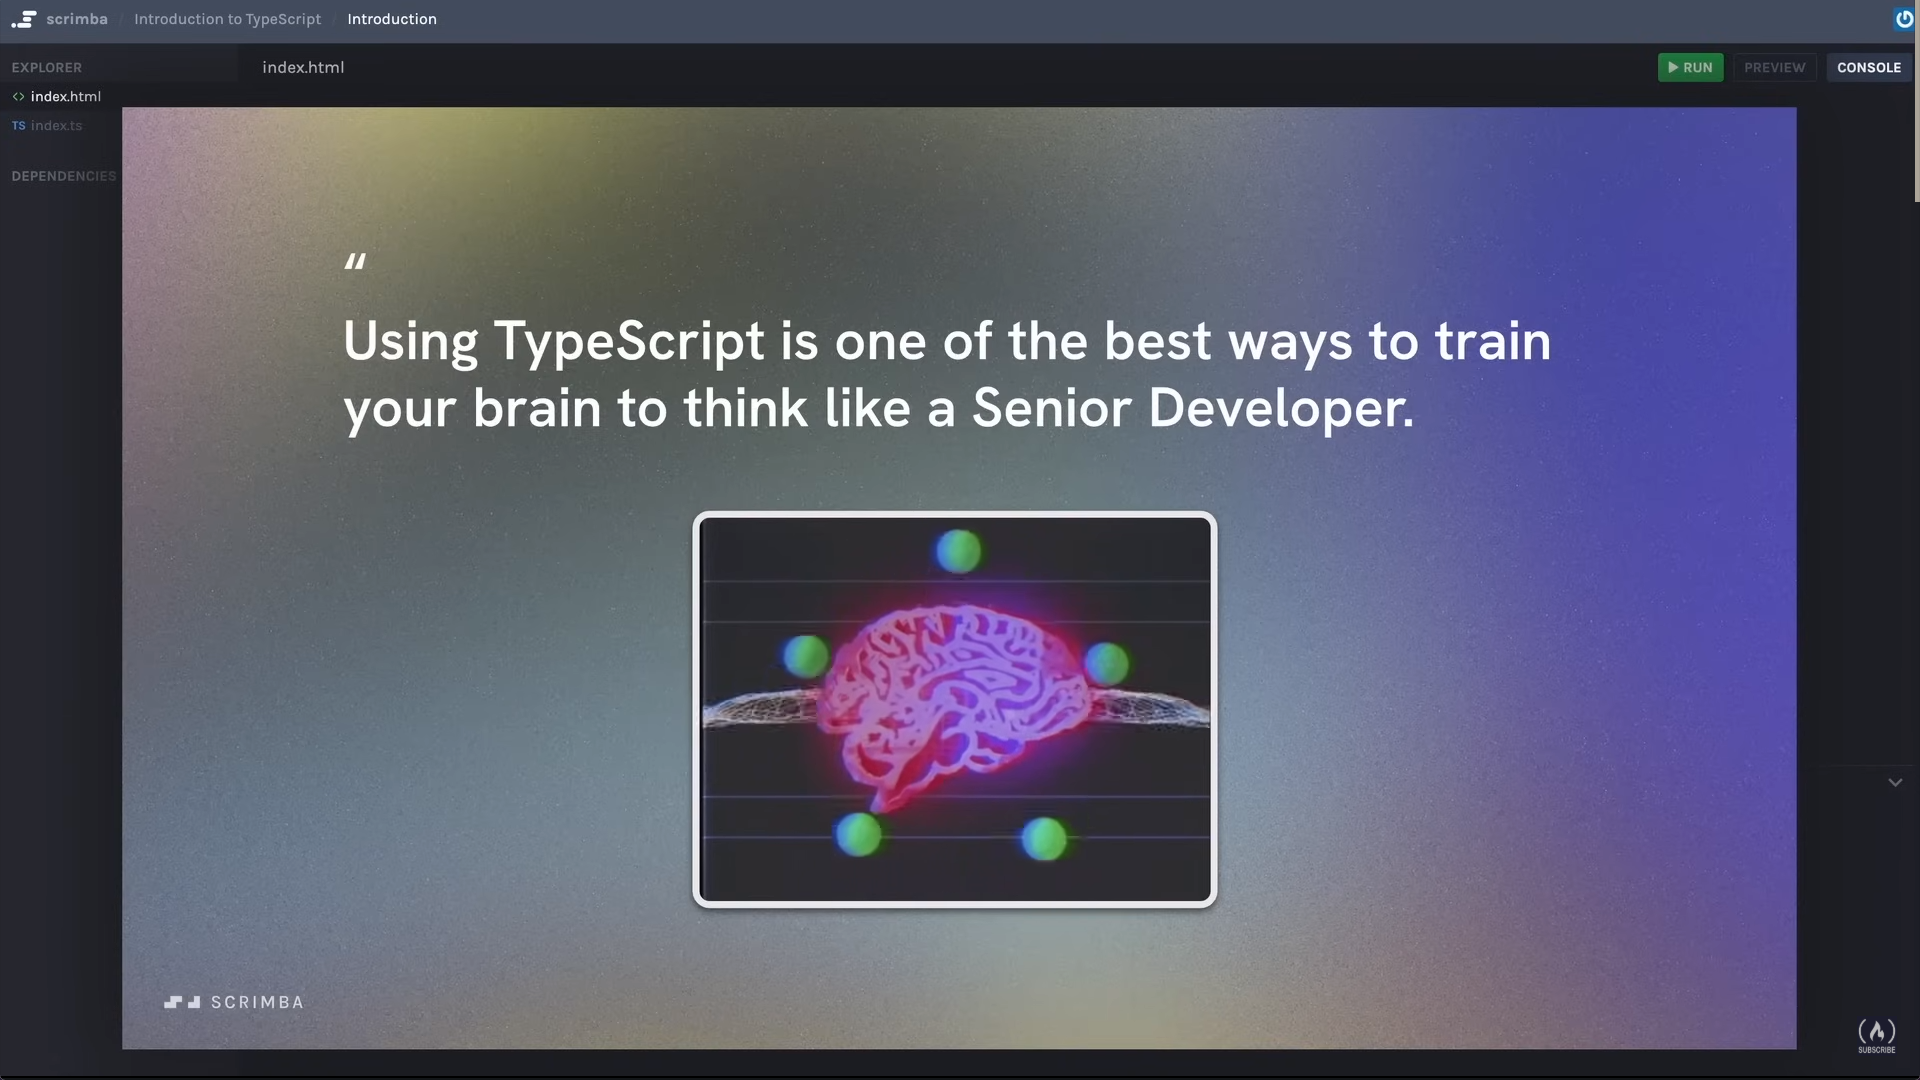 scrimba / Introduction to TypeScript / Introduction
EXPLORER
index.html
RUN
PREVIEW
CONSOLE
<> index.html
TS index.ts
DEPENDENCIES
“
Using TypeScript is one of the best ways to train
your brain to think like a Senior Developer.
SCRIMBA
SUBSCRIBE